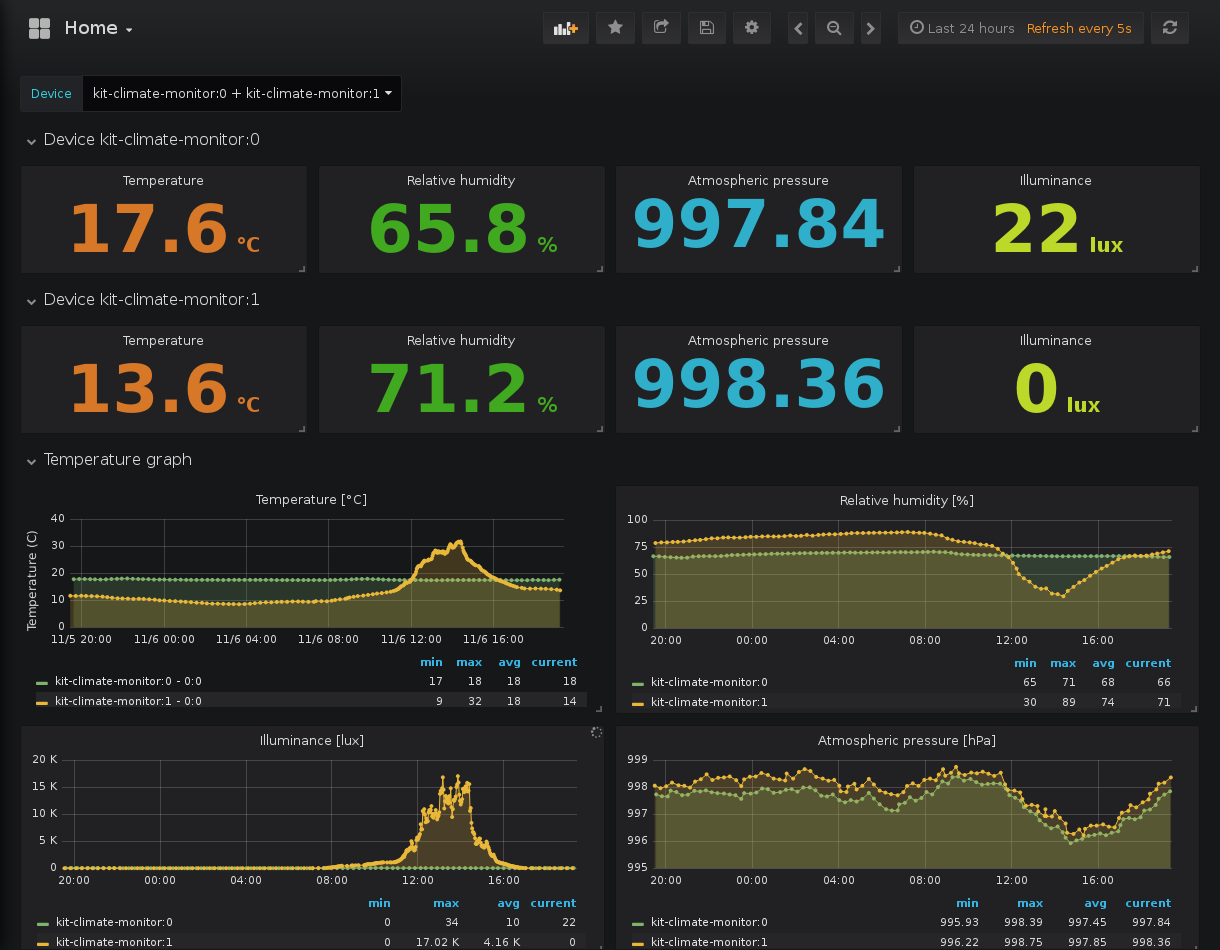 Home
Last 24 hours Refresh every 5s
Device kit-climate-monitor:0 + kit-climate-monitor:1
Device kit-climate-monitor:0
Temperature Relative humidity Atmospheric pressure Illuminance
17.6 °C 65.8 % 997.84 22 lux
Device kit-climate-monitor:1
Temperature Relative humidity Atmospheric pressure Illuminance
13.6 °C 71.2 % 998.36 0 lux
Temperature graph
Temperature [°C]
Temperature (C)
40
30
20
10
0
11/5 20:00 11/6 00:00 11/6 04:00 11/6 08:00 11/6 12:00 11/6 16:00
min max avg current
kit-climate-monitor:0 - 0:0 17 18 18 18
kit-climate-monitor:1 - 0:0 9 32 18 14
Relative humidity [%]
100
75
50
25
0
20:00 00:00 04:00 08:00 12:00 16:00
min max avg current
kit-climate-monitor:0 65 71 68 66
kit-climate-monitor:1 30 89 74 71
Illuminance [lux]
20 K
15 K
10 K
5 K
0
20:00 00:00 04:00 08:00 12:00 16:00
min max avg current
kit-climate-monitor:0 0 34 10 22
kit-climate-monitor:1 0 17.02 K 4.16 K 0
Atmospheric pressure [hPa]
999
998
997
996
995
20:00 00:00 04:00 08:00 12:00 16:00
min max avg current
kit-climate-monitor:0 995.93 998.39 997.45 997.84
kit-climate-monitor:1 996.22 998.75 997.85 998.36